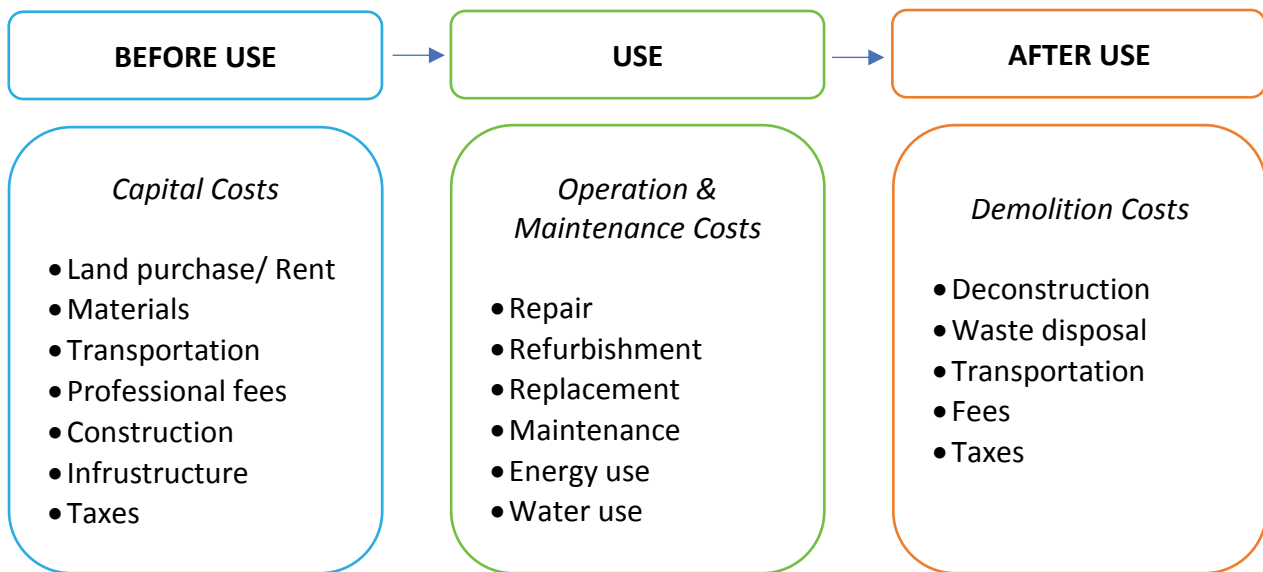 BEFORE USE
USE
AFTER USE
Capital Costs
• Land purchase/ Rent
• Materials
• Transportation
• Professional fees
• Construction
• Infrustructure
• Taxes
Operation &
Maintenance Costs
• Repair
• Refurbishment
• Replacement
• Maintenance
• Energy use
• Water use
Demolition Costs
• Deconstruction
• Waste disposal
• Transportation
• Fees
• Taxes